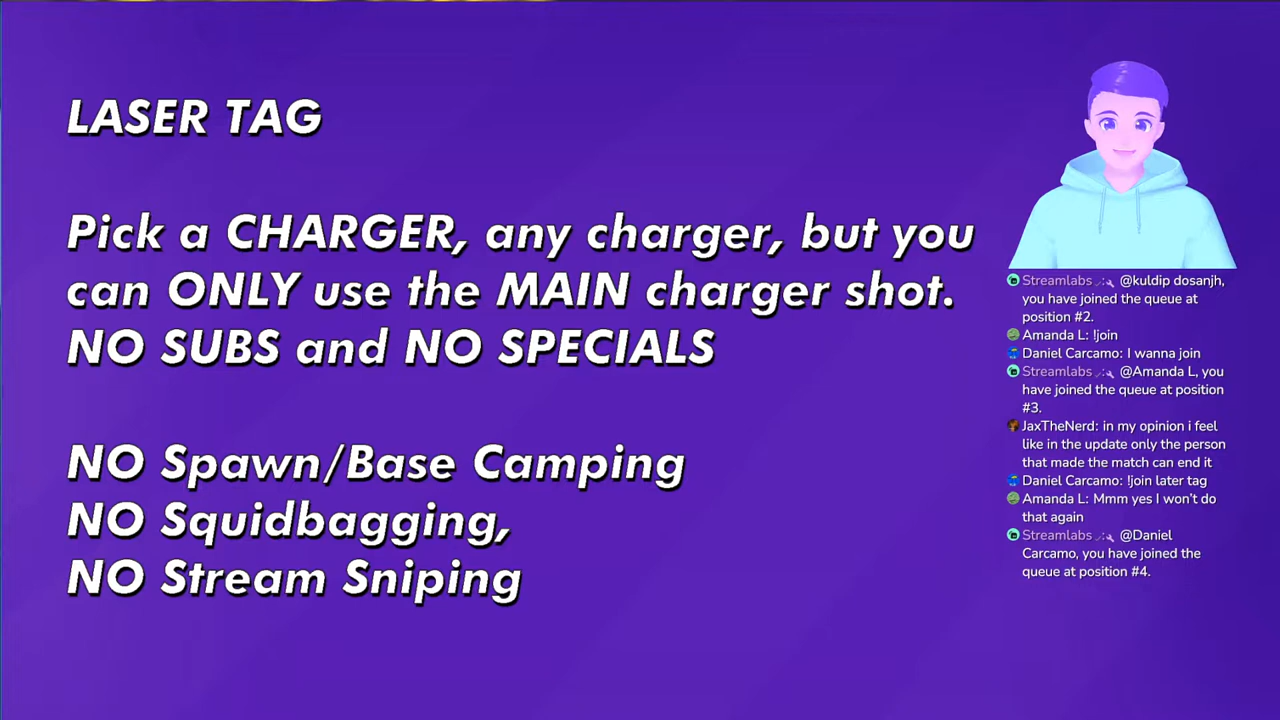 LASER TAG
Pick a CHARGER, any charger, but you
can ONLY use the MAIN charger shot.
NO SUBS and NO SPECIALS
NO Spawn/Base Camping
NO Squidbagging,
NO Stream Sniping
Streamlabs @kuldip dosanjh,
you have joined the queue at
position #2.
Amanda L: !join
Daniel Carcamo: I wanna join
Streamlabs @Amanda L, you
have joined the queue at position
#3.
JaxTheNerd: in my opinion i feel
like in the update only the person
that made the match can end it
Daniel Carcamo: !join later tag
Amanda L: Mmm yes I won't do
that again
Streamlabs @Daniel
Carcamo, you have joined the
queue at position #4.